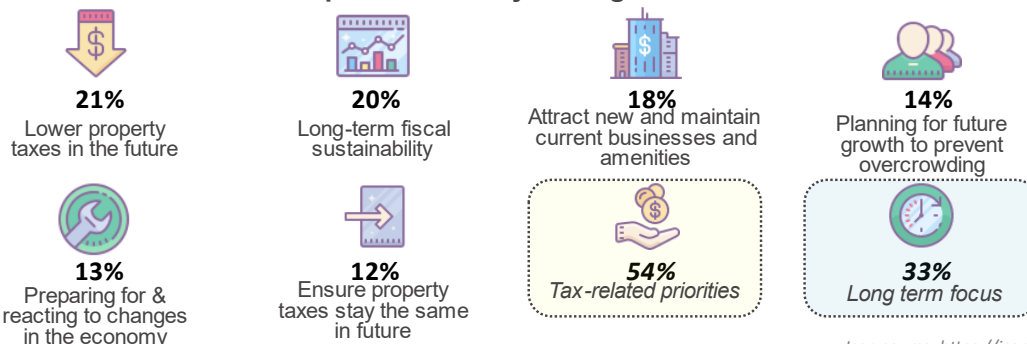 21%
Lower property
taxes in the future
20%
Long-term fiscal
sustainability
18%
Attract new and maintain
current businesses and
amenities
14%
Planning for future
growth to prevent
overcrowding
13%
Preparing for &
reacting to changes
in the economy
12%
Ensure property
taxes stay the same
in future
54%
Tax-related priorities
33%
Long term focus